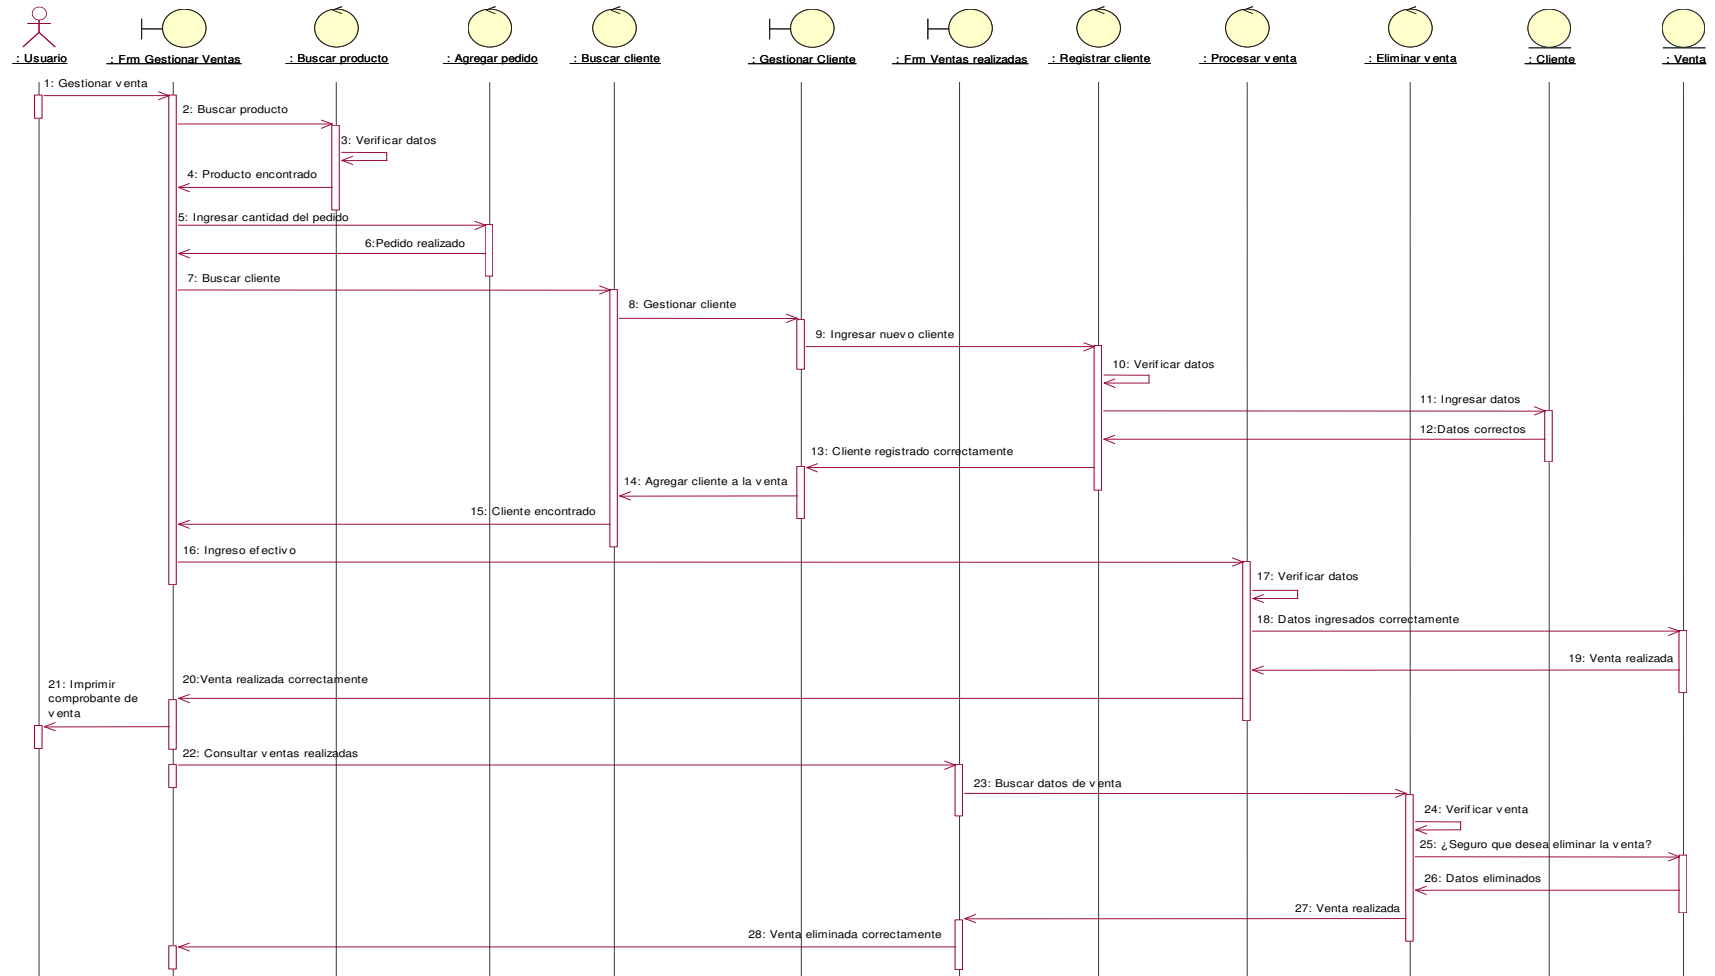 : Usuario
: Frm Gestionar Ventas
: Buscar producto
: Agregar pedido
: Buscar cliente
: Gestionar Cliente
: Frm Ventas realizadas
: Registrar cliente
: Procesar venta
: Eliminar venta
: Cliente
: Venta
1: Gestionar venta
2: Buscar producto
3: Verificar datos
4: Producto encontrado
5: Ingresar cantidad del pedido
6:Pedido realizado
7: Buscar cliente
8: Gestionar cliente
9: Ingresar nuevo cliente
10: Verificar datos
11: Ingresar datos
12:Datos correctos
13: Cliente registrado correctamente
14: Agregar cliente a la venta
15: Cliente encontrado
16: Ingreso efectivo
17: Verificar datos
18: Datos ingresados correctamente
19: Venta realizada
20:Venta realizada correctamente
21: Imprimir
comprobante de
venta
22: Consultar ventas realizadas
23: Buscar datos de venta
24: Verificar venta
25: ¿Seguro que desea eliminar la venta?
26: Datos eliminados
27: Venta realizada
28: Venta eliminada correctamente